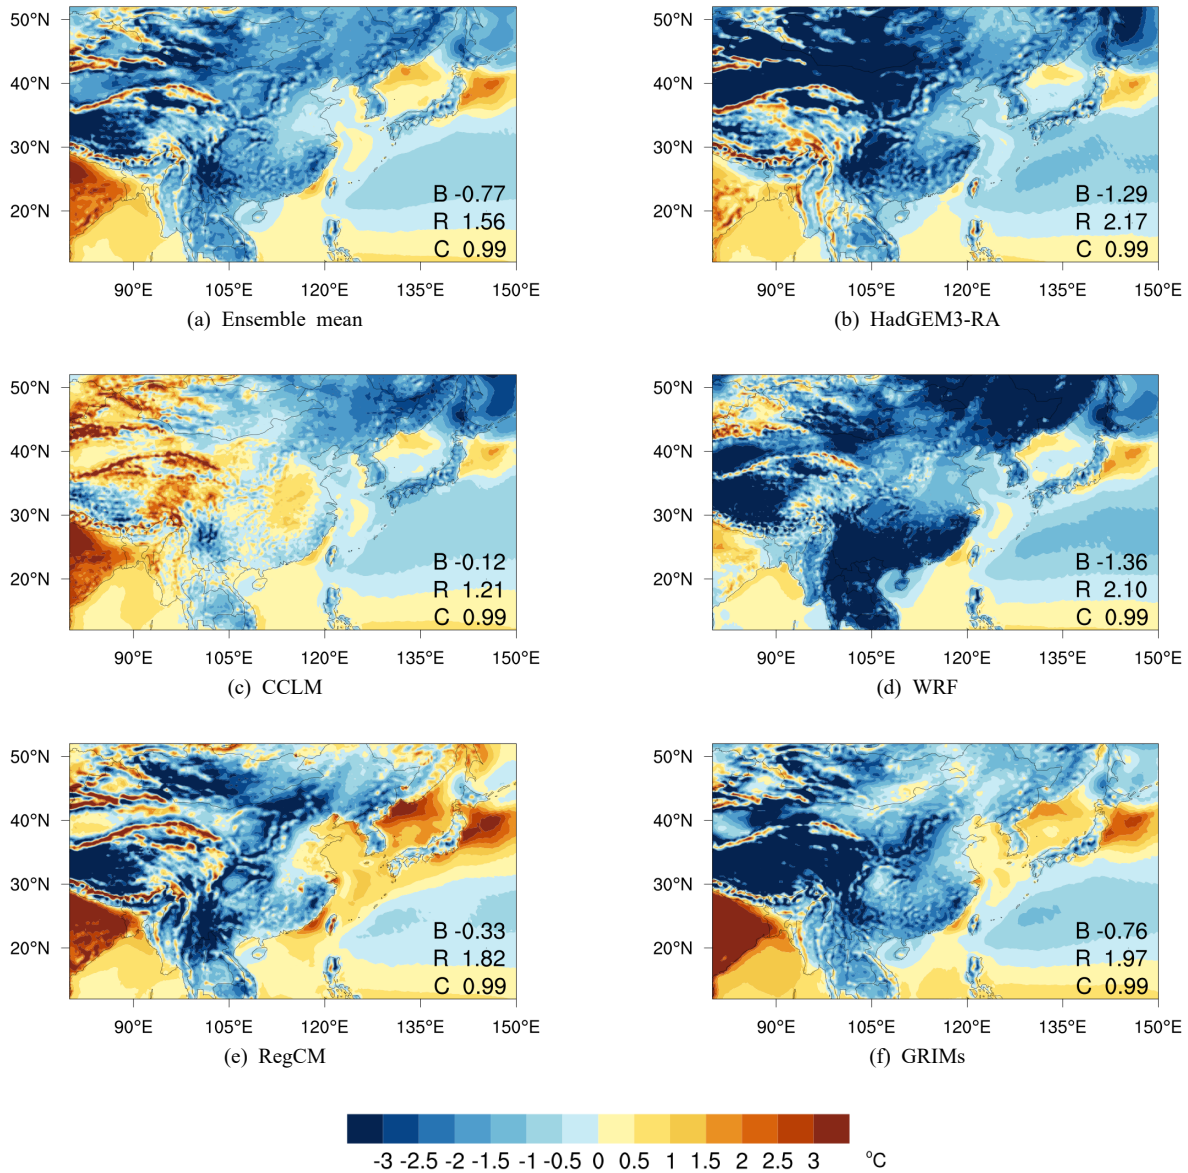 50°N
40°N
30°N
20°N
B -0.77
R 1.56
C 0.99
90°E 105°E 120°E 135°E 150°E
(a) Ensemble mean
50°N
40°N
30°N
20°N
B -1.29
R 2.17
C 0.99
90°E 105°E 120°E 135°E 150°E
(b) HadGEM3-RA
50°N
40°N
30°N
20°N
B -0.12
R 1.21
C 0.99
90°E 105°E 120°E 135°E 150°E
(c) CCLM
50°N
40°N
30°N
20°N
B -1.36
R 2.10
C 0.99
90°E 105°E 120°E 135°E 150°E
(d) WRF
50°N
40°N
30°N
20°N
B -0.33
R 1.82
C 0.99
90°E 105°E 120°E 135°E 150°E
(e) RegCM
50°N
40°N
30°N
20°N
B -0.76
R 1.97
C 0.99
90°E 105°E 120°E 135°E 150°E
(f) GRIMs
-3 -2.5 -2 -1.5 -1 -0.5 0 0.5 1 1.5 2 2.5 3 °C